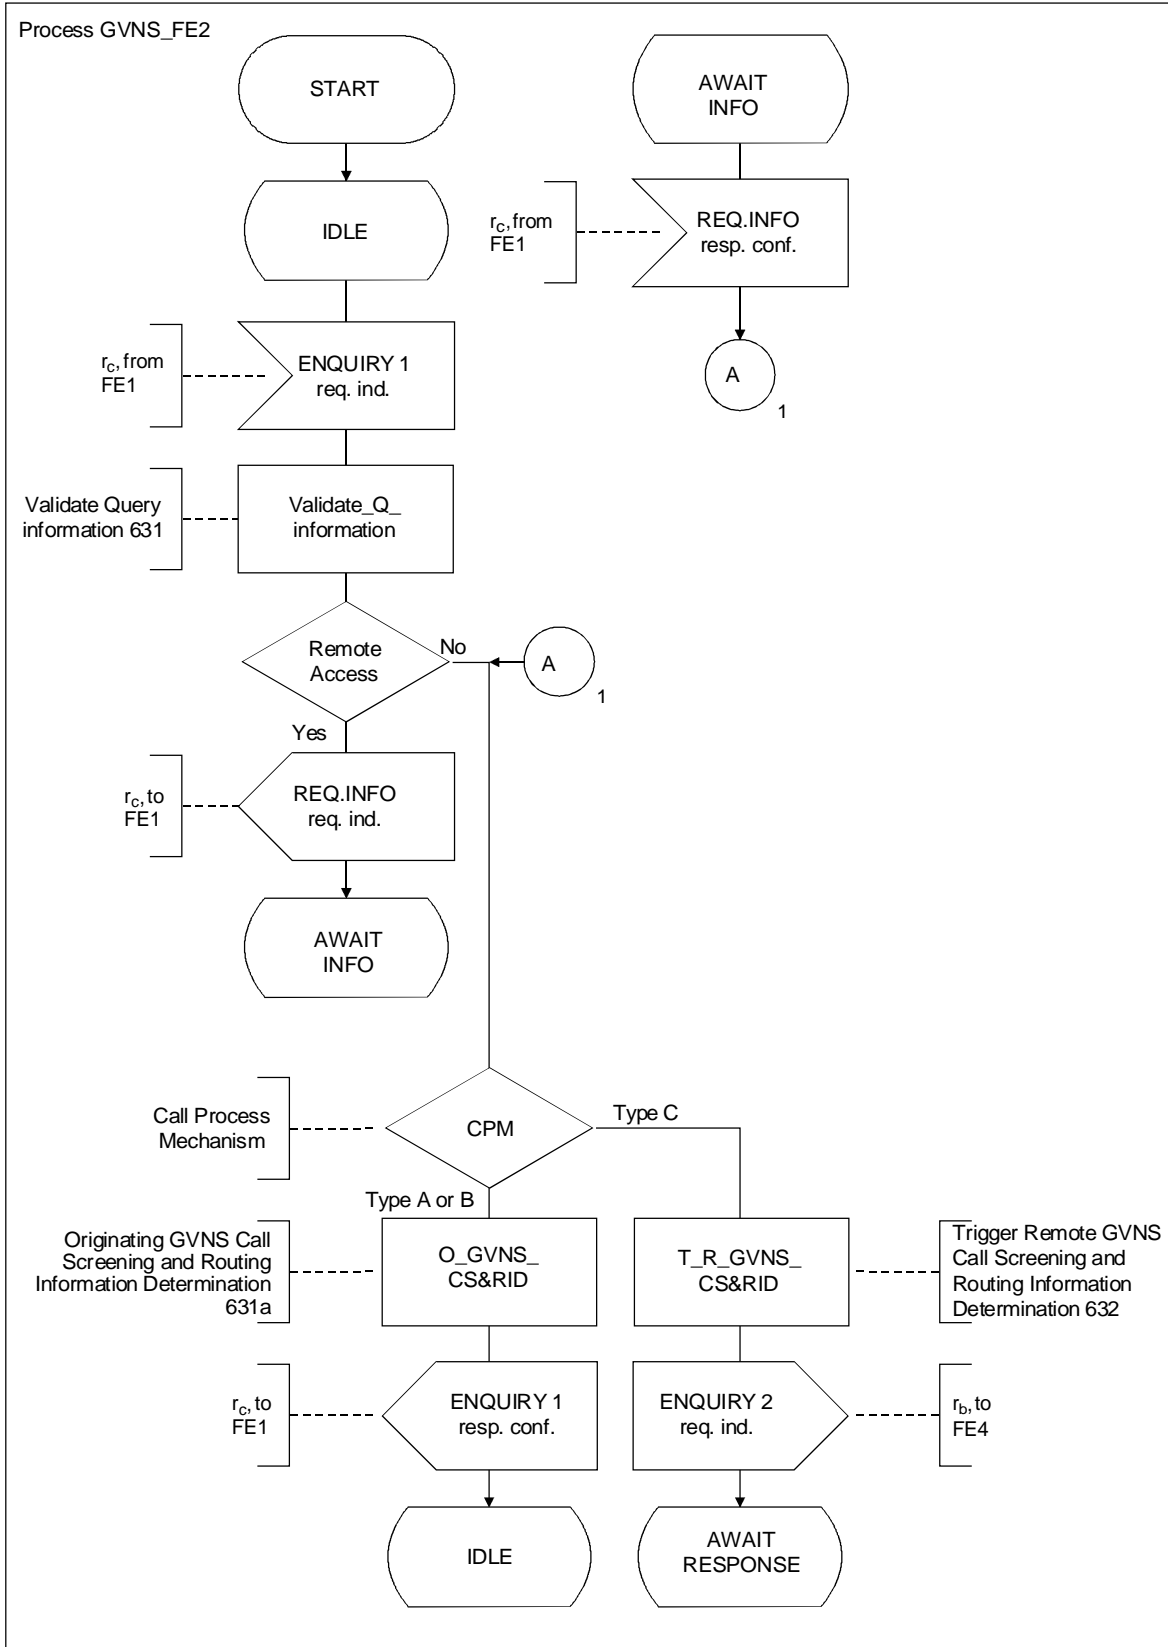 Process GVNS_FE2
START
AWAIT
INFO
IDLE
rc, from
FE1
REQ.INFO
resp. conf.
rc, from
FE1
ENQUIRY 1
req. ind.
A
1
Validate Query
information 631
Validate_Q_
information
Remote
Access
No
A
1
Yes
rc, to
FE1
REQ.INFO
req. ind.
AWAIT
INFO
Call Process
Mechanism
CPM
Type C
Type A or B
Originating GVNS Call
Screening and Routing
Information Determination
631a
O_GVNS_
CS&RID
T_R_GVNS_
CS&RID
Trigger Remote GVNS
Call Screening and
Routing Information
Determination 632
rc, to
FE1
ENQUIRY 1
resp. conf.
ENQUIRY 2
req. ind.
rb, to
FE4
IDLE
AWAIT
RESPONSE